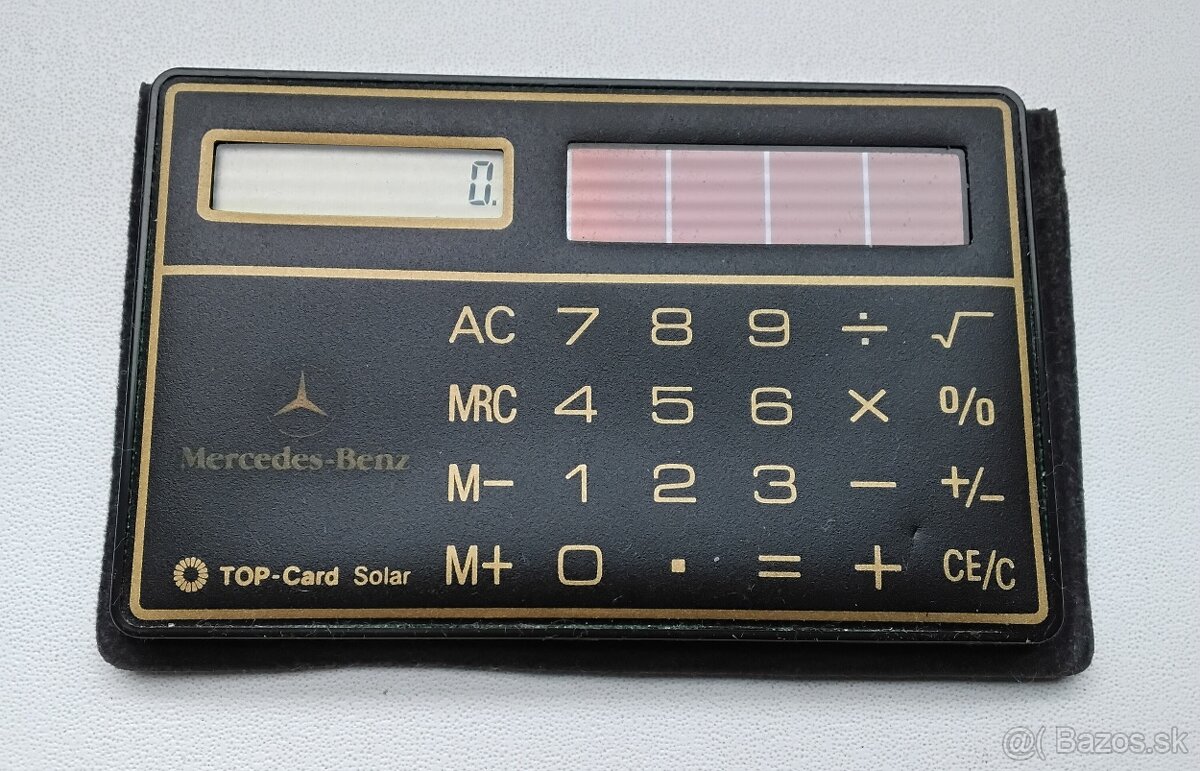 0.
AC 7 8 9 ÷ √
MRC 4 5 6 × %
Mercedes-Benz
M− 1 2 3 − +/−
TOP-Card Solar M+ 0 . = + CE/C
@( Bazos.sk